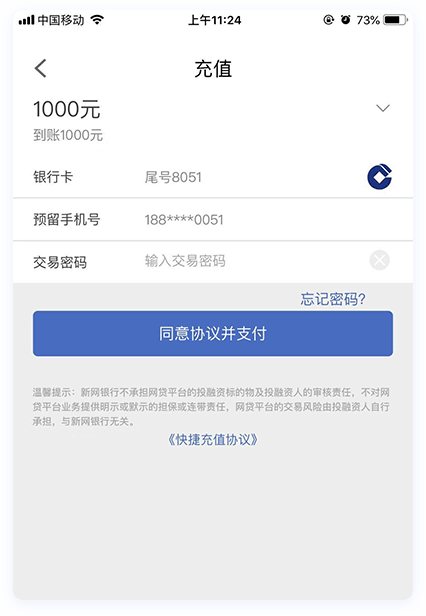 中国移动 上午11:24 73%
充值
1000元
到账1000元
银行卡 尾号8051
预留手机号 188****0051
交易密码 输入交易密码
忘记密码?
同意协议并支付
温馨提示：新网银行不承担网贷平台的投融资标的物及投融资人的审核责任，不对网
贷平台业务提供明示或默示的担保或连带责任，网贷平台的交易风险由投融资人自行
承担，与新网银行无关。
《快捷充值协议》